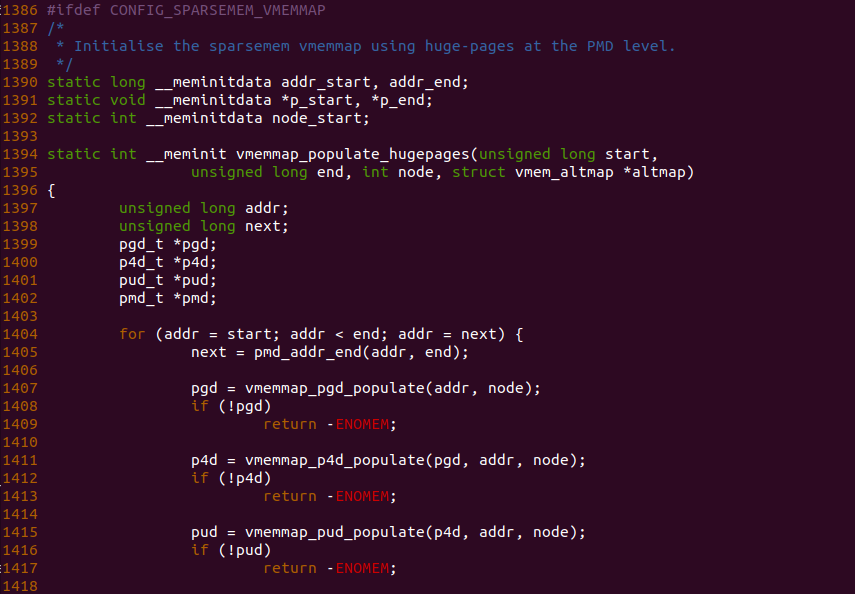 1386 #ifdef CONFIG_SPARSEMEM_VMEMMAP
1387 /*
1388  * Initialise the sparsemem vmemmap using huge-pages at the PMD level.
1389  */
1390 static long __meminitdata addr_start, addr_end;
1391 static void __meminitdata *p_start, *p_end;
1392 static int __meminitdata node_start;
1393
1394 static int __meminit vmemmap_populate_hugepages(unsigned long start,
1395                 unsigned long end, int node, struct vmem_altmap *altmap)
1396 {
1397         unsigned long addr;
1398         unsigned long next;
1399         pgd_t *pgd;
1400         p4d_t *p4d;
1401         pud_t *pud;
1402         pmd_t *pmd;
1403
1404         for (addr = start; addr < end; addr = next) {
1405                 next = pmd_addr_end(addr, end);
1406
1407                 pgd = vmemmap_pgd_populate(addr, node);
1408                 if (!pgd)
1409                         return -ENOMEM;
1410
1411                 p4d = vmemmap_p4d_populate(pgd, addr, node);
1412                 if (!p4d)
1413                         return -ENOMEM;
1414
1415                 pud = vmemmap_pud_populate(p4d, addr, node);
1416                 if (!pud)
1417                         return -ENOMEM;
1418